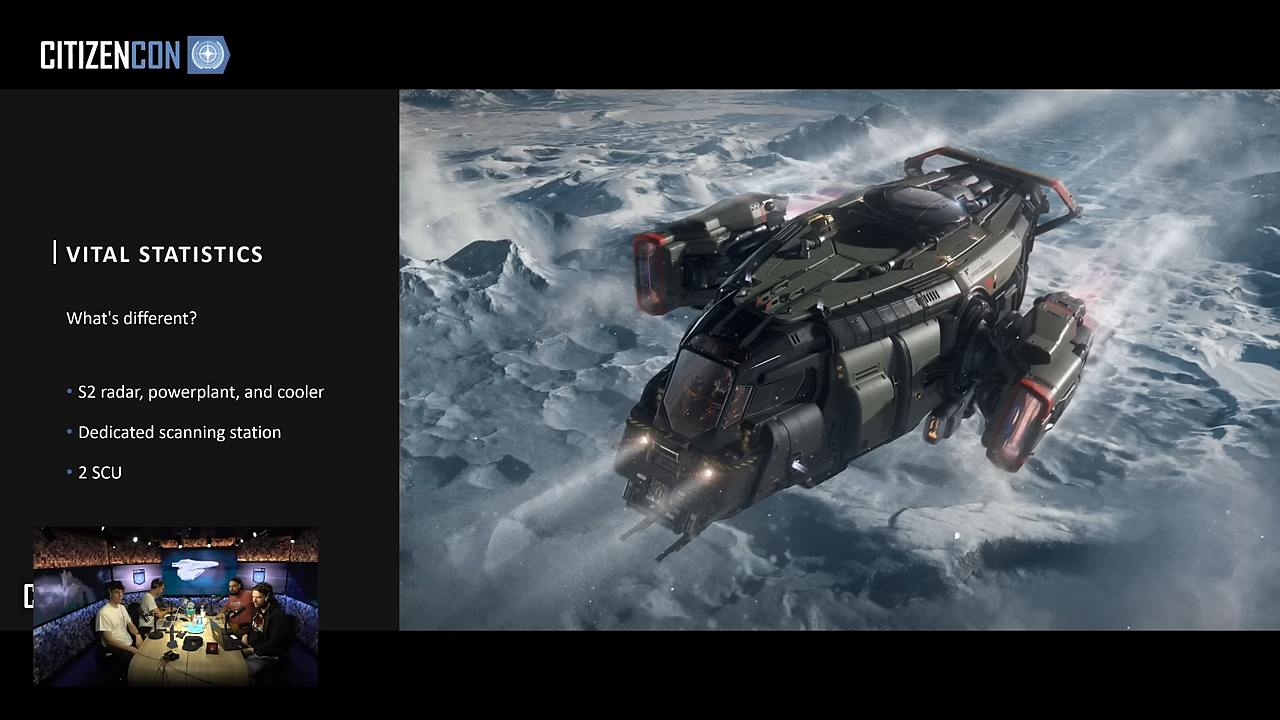 CITIZENCON
VITAL STATISTICS
What's different?
• S2 radar, powerplant, and cooler
• Dedicated scanning station
• 2 SCU